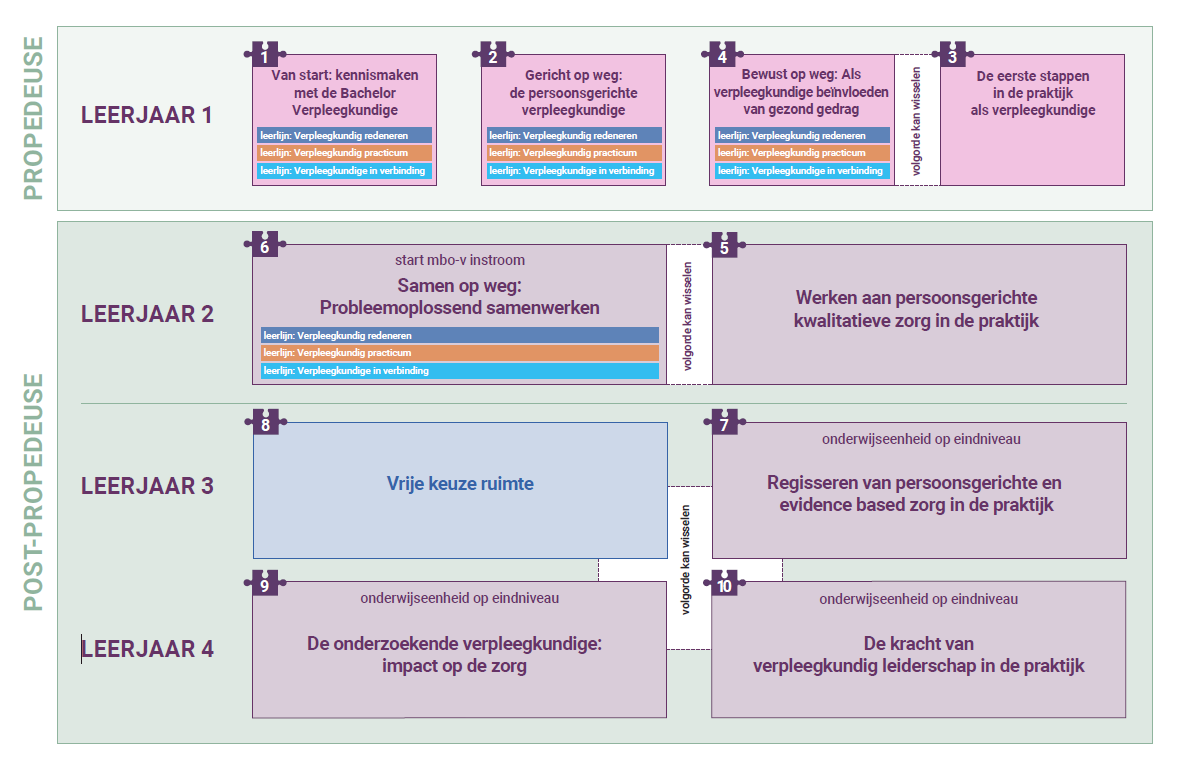 PROPEDEUSE
LEERJAAR 1
1
Van start: kennismaken
met de Bachelor
Verpleegkundige
leerlijn: Verpleegkundig redeneren
leerlijn: Verpleegkundig practicum
leerlijn: Verpleegkundige in verbinding
2
Gericht op weg:
de persoonsgerichte
verpleegkundige
leerlijn: Verpleegkundig redeneren
leerlijn: Verpleegkundig practicum
leerlijn: Verpleegkundige in verbinding
4
Bewust op weg: Als
verpleegkundige beïnvloeden
van gezond gedrag
leerlijn: Verpleegkundig redeneren
leerlijn: Verpleegkundig practicum
leerlijn: Verpleegkundige in verbinding
volgorde kan wisselen
3
De eerste stappen
in de praktijk
als verpleegkundige
POST-PROPEDEUSE
LEERJAAR 2
6
start mbo-v instroom
Samen op weg:
Probleemoplossend samenwerken
leerlijn: Verpleegkundig redeneren
leerlijn: Verpleegkundig practicum
leerlijn: Verpleegkundige in verbinding
volgorde kan wisselen
5
Werken aan persoonsgerichte
kwalitatieve zorg in de praktijk
LEERJAAR 3
8
Vrije keuze ruimte
7
onderwijseenheid op eindniveau
Regisseren van persoonsgerichte en
evidence based zorg in de praktijk
volgorde kan wisselen
LEERJAAR 4
9
onderwijseenheid op eindniveau
De onderzoekende verpleegkundige:
impact op de zorg
10
onderwijseenheid op eindniveau
De kracht van
verpleegkundig leiderschap in de praktijk